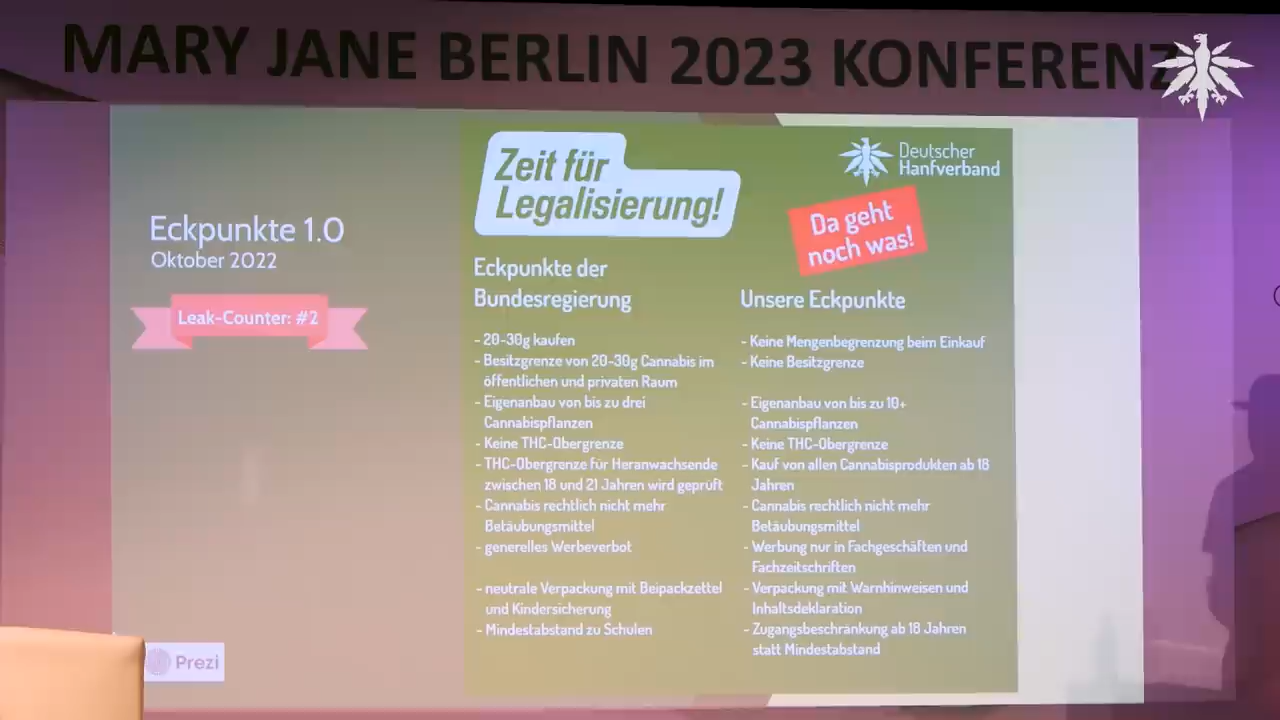 MARY JANE BERLIN 2023 KONFERENZ
Eckpunkte 1.0
Oktober 2022
Leak-Counter: #2
Prezi
Zeit für
Legalisierung!
Deutscher
Hanfverband
Da geht
noch was!
Eckpunkte der
Bundesregierung
- 20-30g kaufen
- Besitzgrenze von 20-30g Cannabis im
öffentlichen und privaten Raum
- Eigenanbau von bis zu drei
Cannabispflanzen
- Keine THC-Obergrenze
- THC-Obergrenze für Heranwachsende
zwischen 18 und 21 Jahren wird geprüft
- Cannabis rechtlich nicht mehr
Betäubungsmittel
- generelles Werbeverbot
- neutrale Verpackung mit Beipackzettel
und Kindersicherung
- Mindestabstand zu Schulen
Unsere Eckpunkte
- Keine Mengenbegrenzung beim Einkauf
- Keine Besitzgrenze
- Eigenanbau von bis zu 10+
Cannabispflanzen
- Keine THC-Obergrenze
- Kauf von allen Cannabisprodukten ab 18
Jahren
- Cannabis rechtlich nicht mehr
Betäubungsmittel
- Werbung nur in Fachgeschäften und
Fachzeitschriften
- Verpackung mit Warnhinweisen und
Inhaltsdeklaration
- Zugangsbeschränkung ab 18 Jahren
statt Mindestabstand